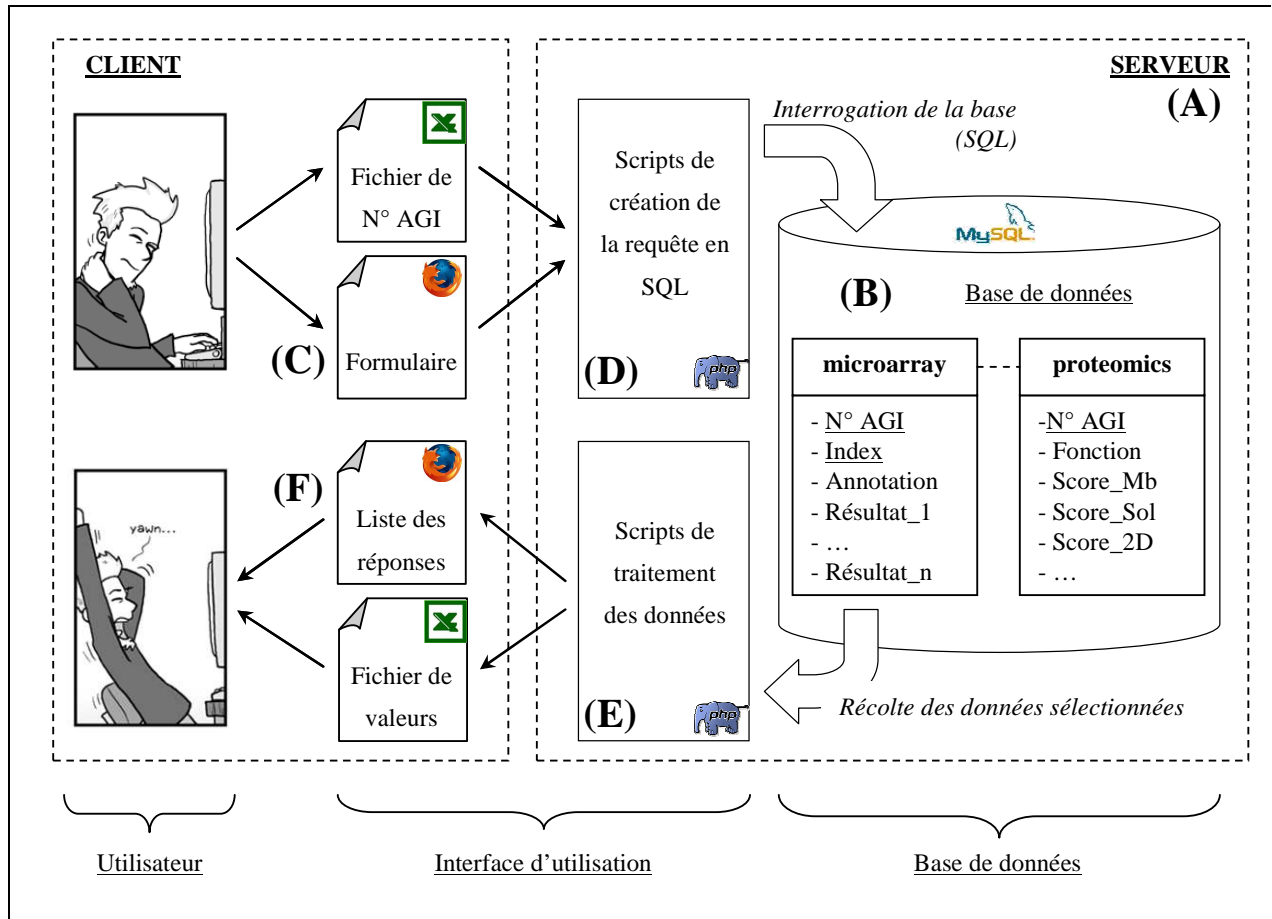 CLIENT
SERVEUR
(A)
Interrogation de la base
(SQL)
Fichier de
N° AGI
Scripts de
création de
la requête en
SQL
MySQL
(B)
Base de données
(C)
Formulaire
(D)
php
microarray
- N° AGI
- Index
- Annotation
- Résultat_1
- …
- Résultat_n
proteomics
-N° AGI
- Fonction
- Score_Mb
- Score_Sol
- Score_2D
- …
yawn...
(F)
Liste des
réponses
Scripts de
traitement
des données
Fichier de
valeurs
(E)
php
Récolte des données sélectionnées
Utilisateur
Interface d’utilisation
Base de données